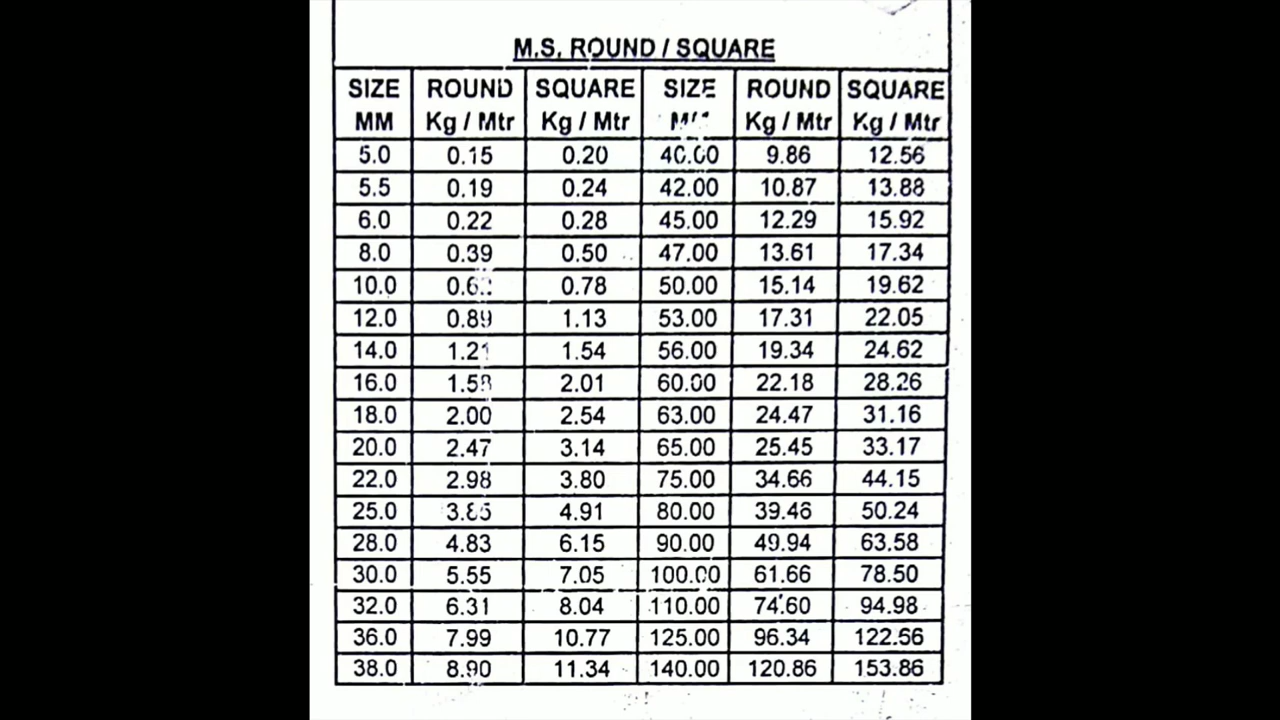 M.S. ROUND / SQUARE
SIZE ROUND SQUARE SIZE ROUND SQUARE
MM Kg / Mtr Kg / Mtr Kg / Mtr Kg / Mtr
5.0 0.15 0.20 40.00 9.86 12.56
5.5 0.19 0.24 42.00 10.87 13.88
6.0 0.22 0.28 45.00 12.29 15.92
8.0 0.39 0.50 47.00 13.61 17.34
10.0 0.78 50.00 15.14 19.62
12.0 0.89 1.13 53.00 17.31 22.05
14.0 1.21 1.54 56.00 19.34 24.62
16.0 1.58 2.01 60.00 22.18 28.26
18.0 2.00 2.54 63.00 24.47 31.16
20.0 2.47 3.14 65.00 25.45 33.17
22.0 2.98 3.80 75.00 34.66 44.15
25.0 3.85 4.91 80.00 39.46 50.24
28.0 4.83 6.15 90.00 49.94 63.58
30.0 5.55 7.05 100.00 61.66 78.50
32.0 6.31 8.04 110.00 74.60 94.98
36.0 7.99 10.77 125.00 96.34 122.56
38.0 8.90 11.34 140.00 120.86 153.86